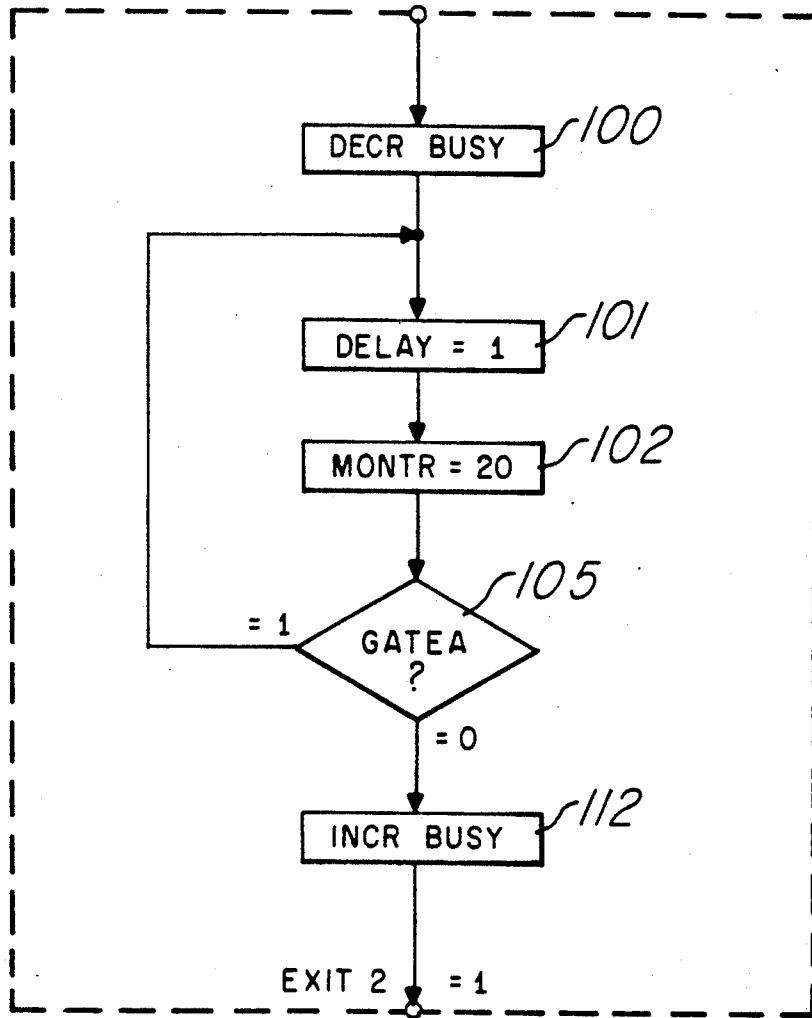 DECR BUSY
100
DELAY = 1
101
MONTR = 20
102
105
= 1
GATEA
?
= 0
INCR BUSY
112
EXIT 2 = 1